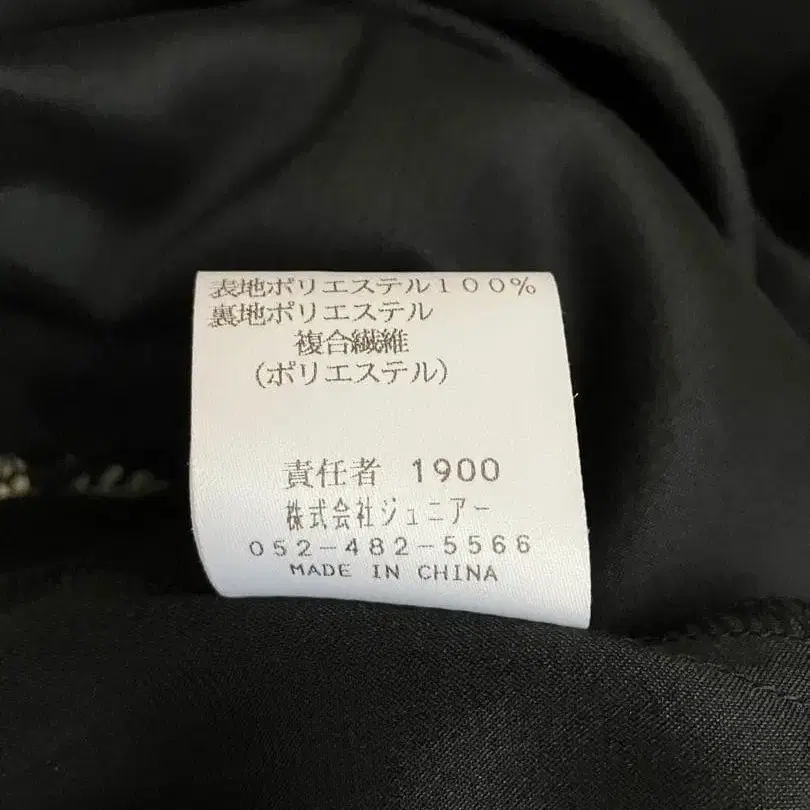 表地ポリエステル１００％
裏地ポリエステル
複合繊維
(ポリエステル)
責任者 1900
株式会社ジュニアー
052-482-5566
MADE IN CHINA